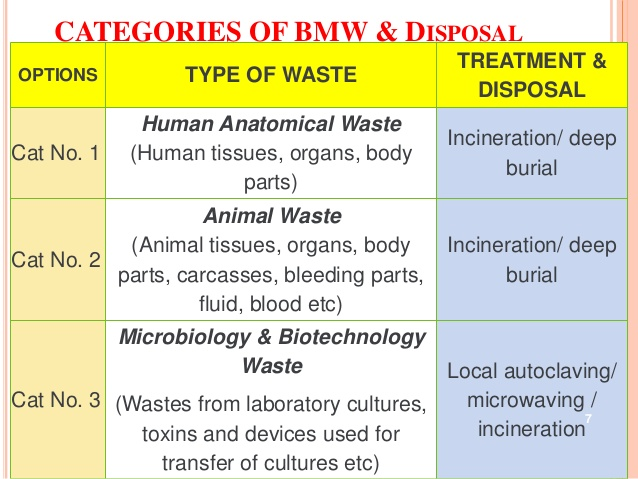 CATEGORIES OF BMW & DISPOSAL
OPTIONS
TYPE OF WASTE
TREATMENT &
DISPOSAL
Cat No. 1
Human Anatomical Waste
(Human tissues, organs, body
parts)
Incineration/ deep
burial
Cat No. 2
Animal Waste
(Animal tissues, organs, body
parts, carcasses, bleeding parts,
fluid, blood etc)
Incineration/ deep
burial
Cat No. 3
Microbiology & Biotechnology
Waste
(Wastes from laboratory cultures,
toxins and devices used for
transfer of cultures etc)
Local autoclaving/
microwaving /
incineration
7